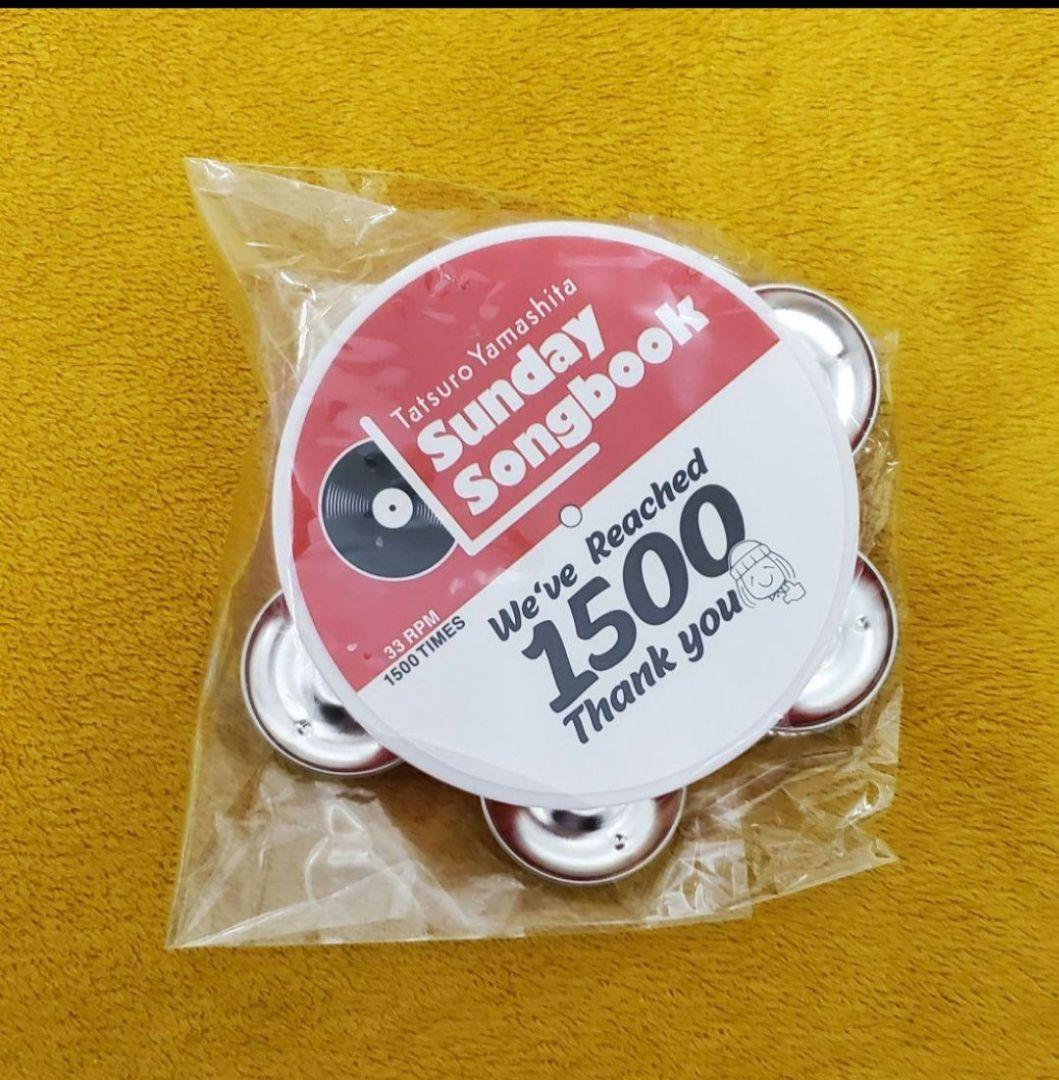 Tatsuro Yamashita
Sunday
Songbook
33 RPM
1500 TIMES
We've Reached
1500
Thank you